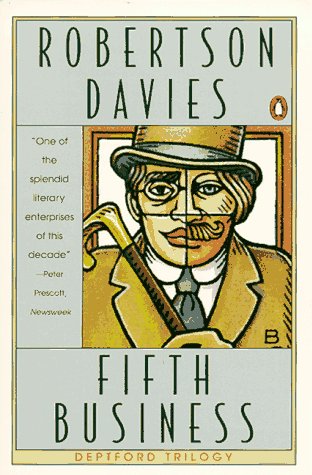 ROBERTSON
DAVIES
"One of
the
splendid
literary
enterprises
of this
decade"
—Peter
Prescott,
Newsweek
B
FIFTH
BUSINESS
DEPTFORD TRILOGY